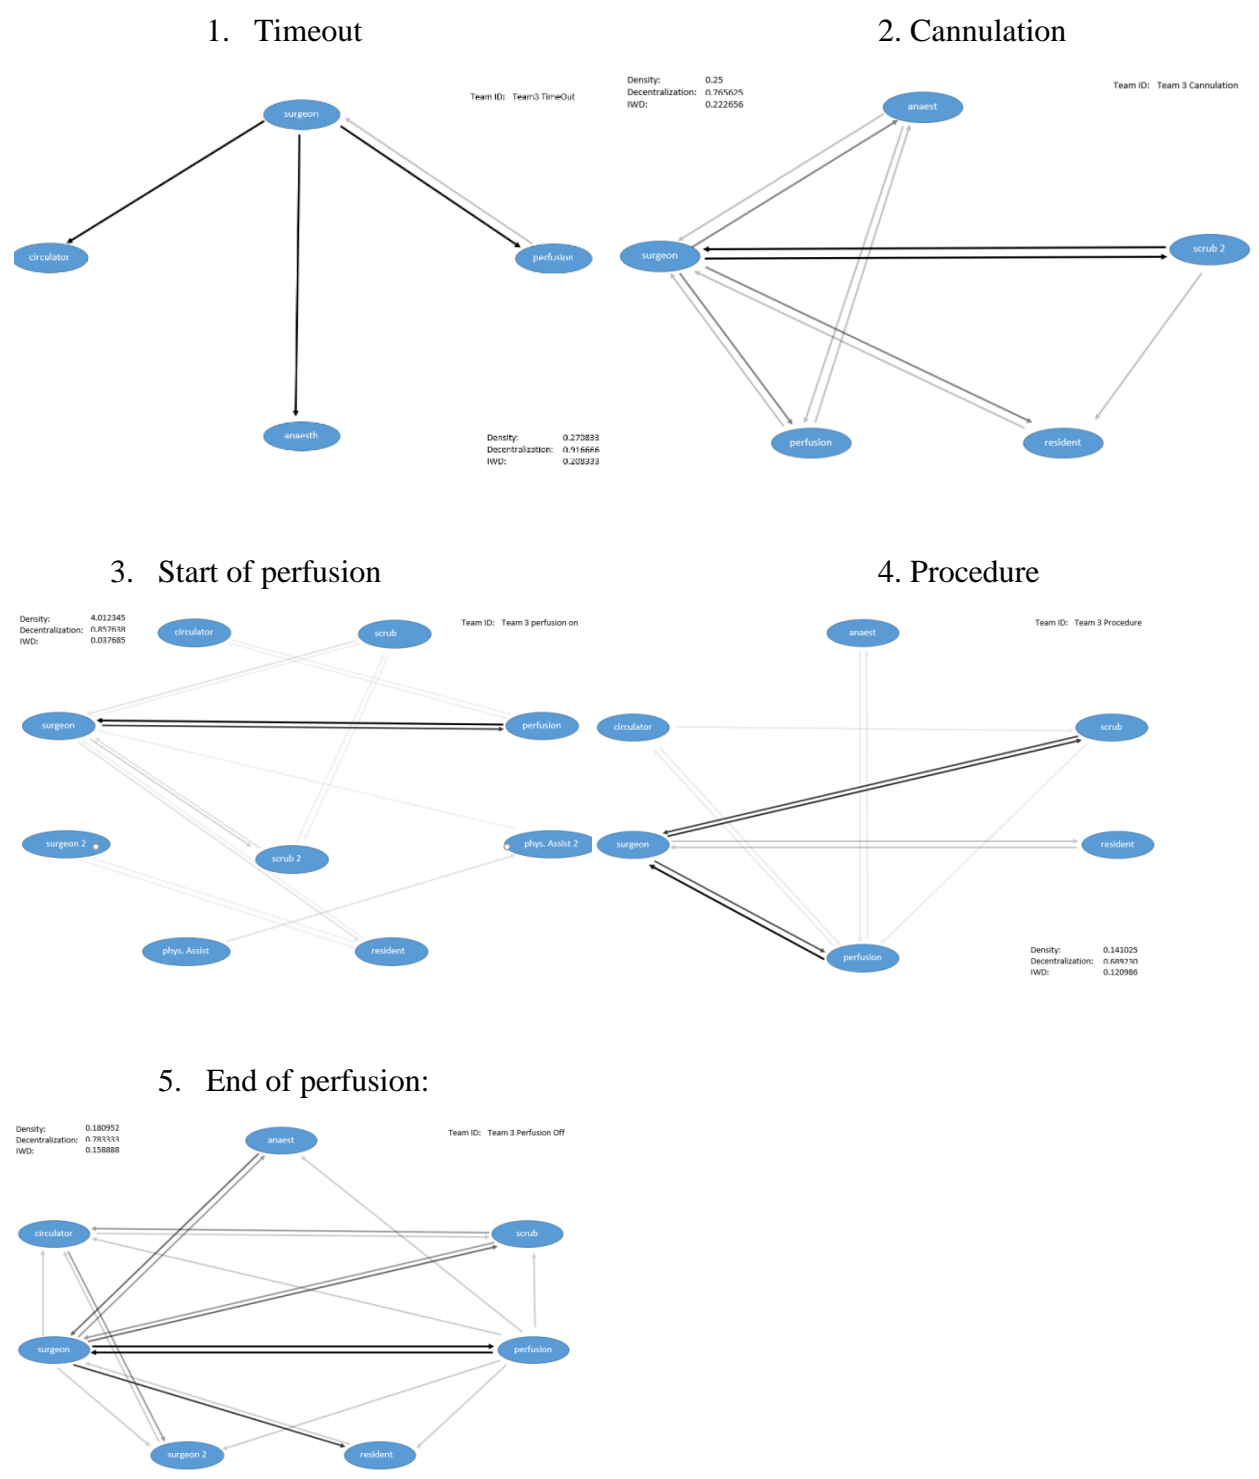 1. Timeout
2. Cannulation
Team ID: Team3 TimeOut
surgeon
circulator
perfusion
anaesth
Density: 0.270833
Decentralization: 0.916666
IWD: 0.208333
Density: 0.25
Decentralization: 0.765625
IWD: 0.222656
Team ID: Team 3 Cannulation
anaest
surgeon
scrub 2
perfusion
resident
3. Start of perfusion
4. Procedure
Density: 4.012345
Decentralization: 0.857638
IWD: 0.037685
Team ID: Team 3 perfusion on
circulator
scrub
surgeon
perfusion
surgeon 2
scrub 2
phys. Assist 2
phys. Assist
resident
Team ID: Team 3 Procedure
anaest
circulator
scrub
surgeon
resident
perfusion
Density: 0.141025
Decentralization: 0.689230
IWD: 0.120986
5. End of perfusion:
Density: 0.180952
Decentralization: 0.783333
IWD: 0.158888
Team ID: Team 3 Perfusion Off
anaest
circulator
scrub
surgeon
perfusion
surgeon 2
resident